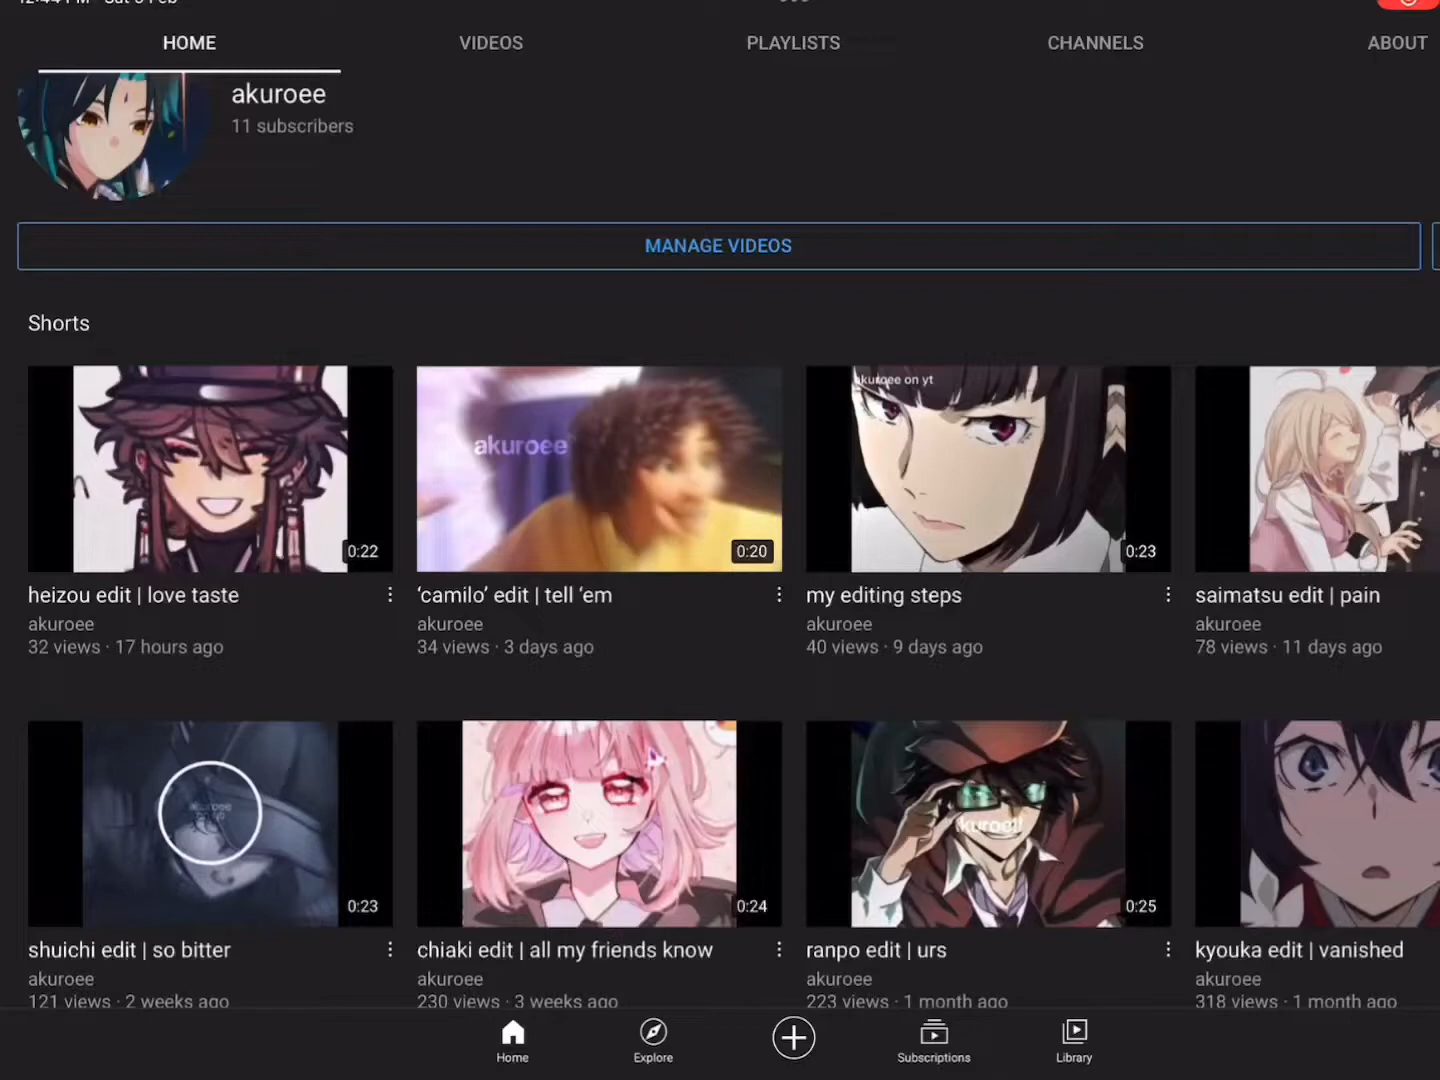 HOME
VIDEOS
PLAYLISTS
CHANNELS
ABOUT
akuroee
11 subscribers
MANAGE VIDEOS
Shorts
akuroee
akuroee on yt
0:22
0:20
0:23
heizou edit | love taste
‘camilo’ edit | tell ‘em
my editing steps
saimatsu edit | pain
akuroee
akuroee
akuroee
akuroee
32 views · 17 hours ago
34 views · 3 days ago
40 views · 9 days ago
78 views · 11 days ago
akuroee
0:23
0:24
0:25
shuichi edit | so bitter
chiaki edit | all my friends know
ranpo edit | urs
kyouka edit | vanished
akuroee
akuroee
akuroee
akuroee
121 views · 2 weeks ago
230 views · 3 weeks ago
223 views · 1 month ago
318 views · 1 month ago
Home
Explore
Subscriptions
Library